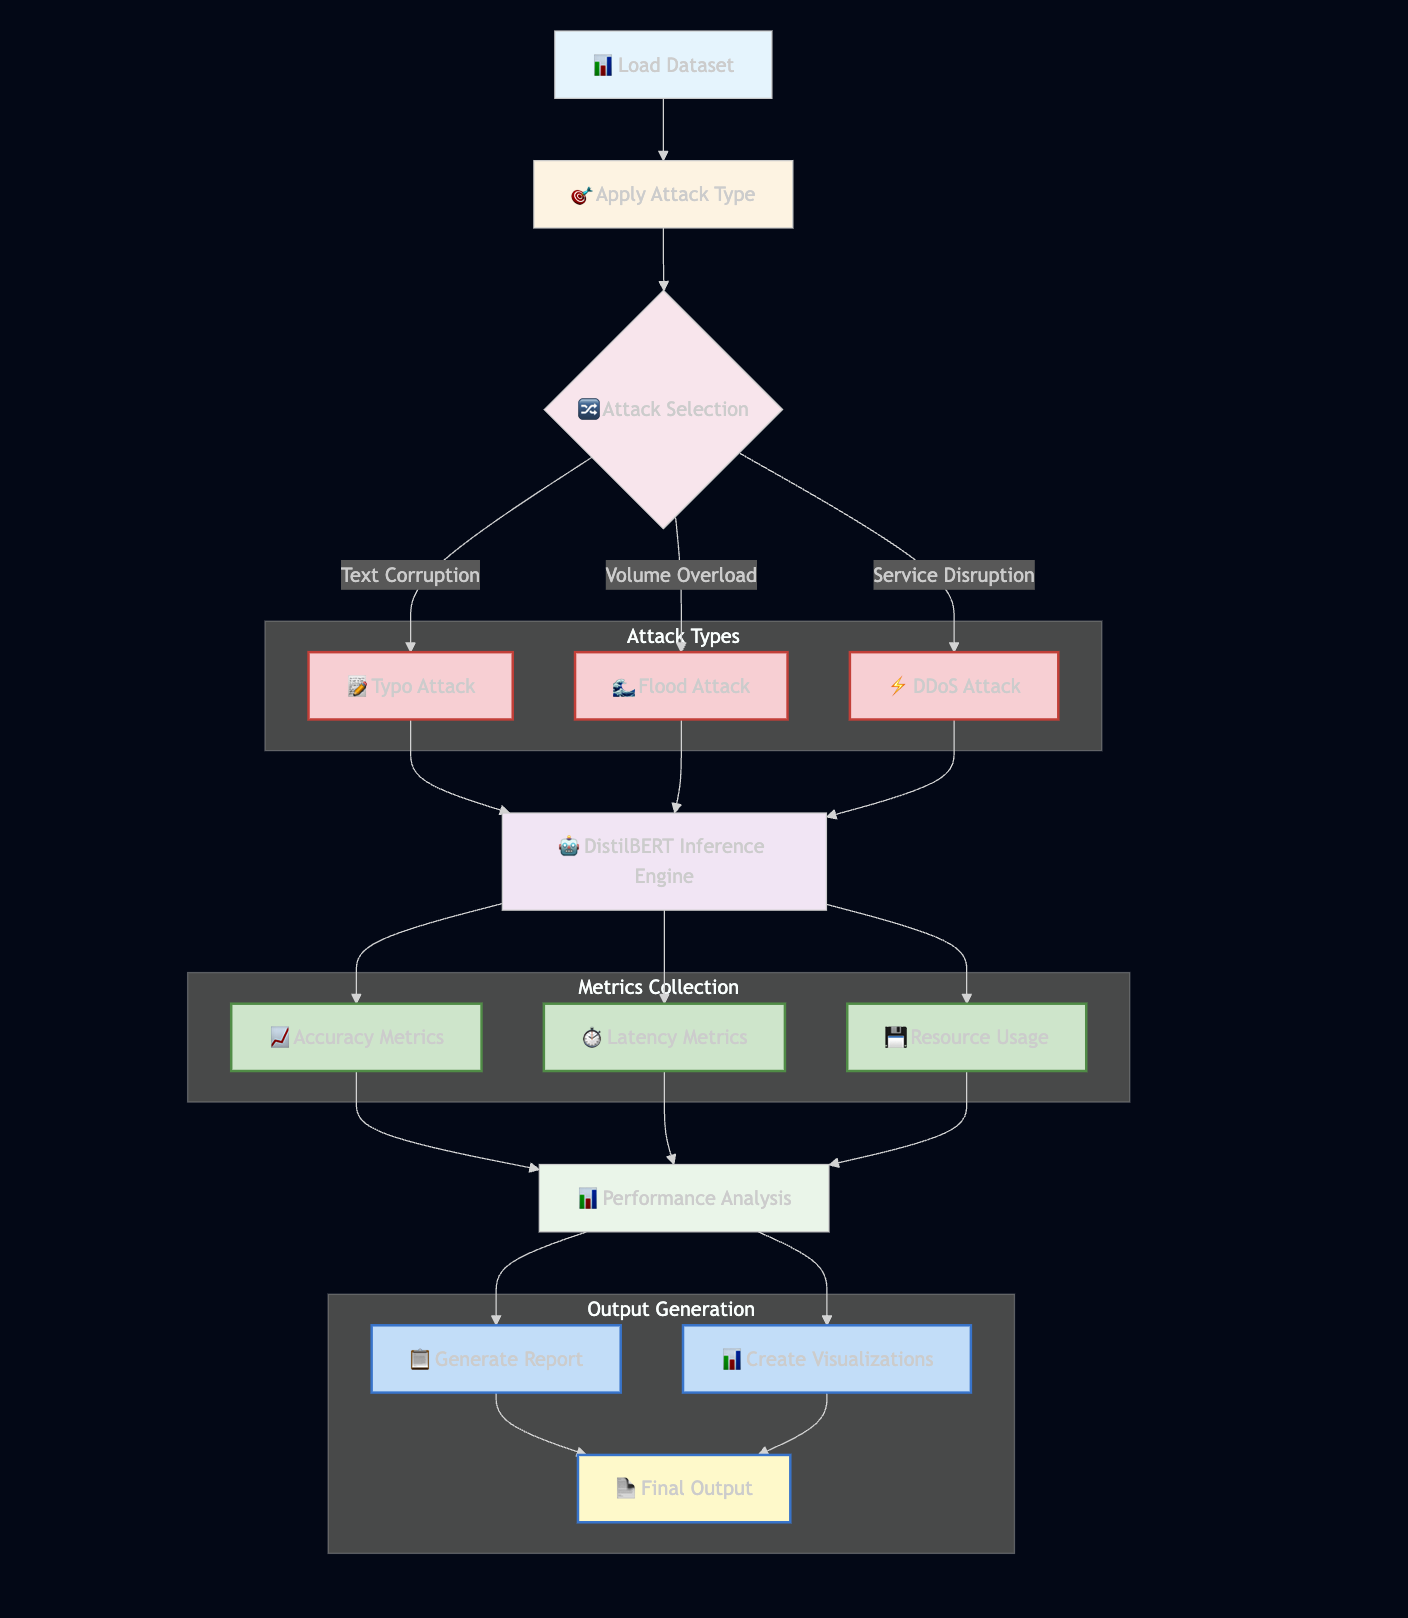 Load Dataset
Apply Attack Type
Attack Selection
Text Corruption
Volume Overload
Service Disruption
Attack Types
Typo Attack
Flood Attack
DDoS Attack
DistilBERT Inference
Engine
Metrics Collection
Accuracy Metrics
Latency Metrics
Resource Usage
Performance Analysis
Output Generation
Generate Report
Create Visualizations
Final Output